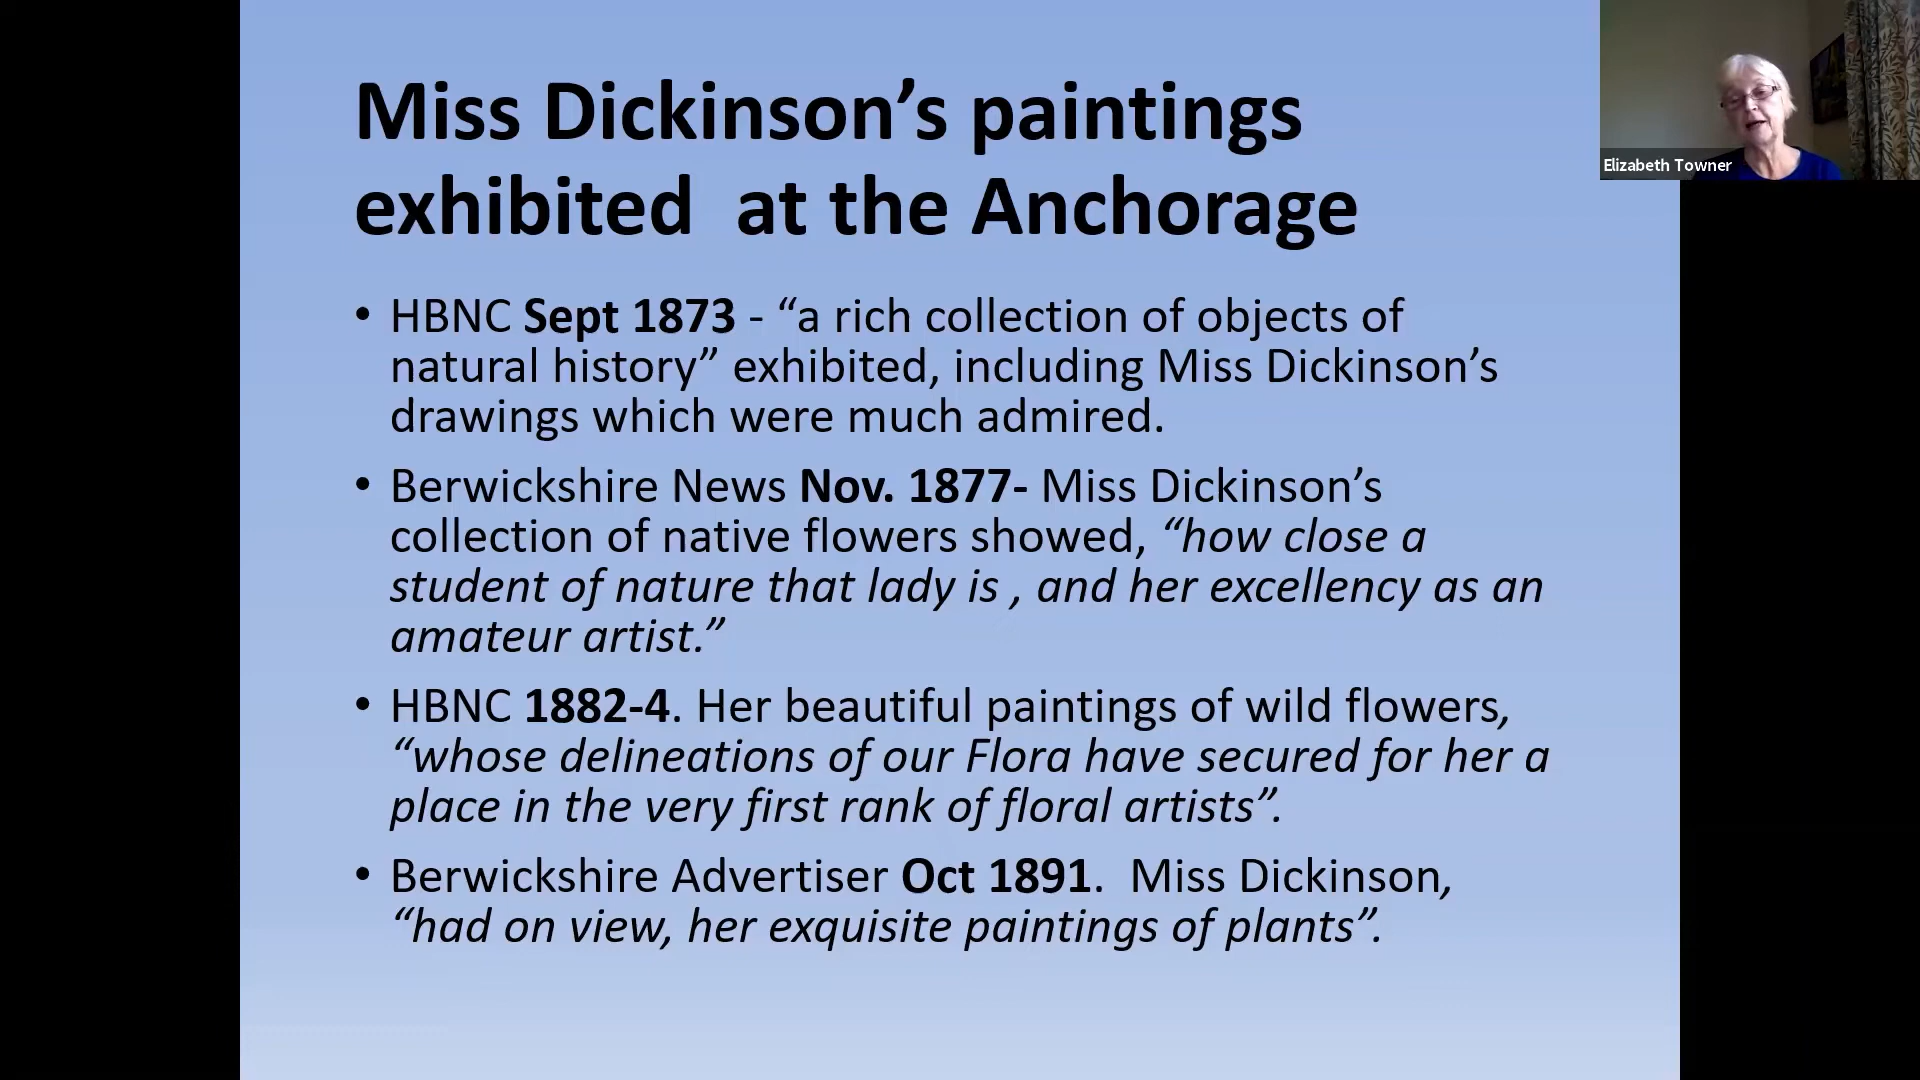 Miss Dickinson’s paintings
exhibited  at the Anchorage
• HBNC Sept 1873 - “a rich collection of objects of
natural history” exhibited, including Miss Dickinson’s
drawings which were much admired.
• Berwickshire News Nov. 1877- Miss Dickinson’s
collection of native flowers showed, “how close a
student of nature that lady is , and her excellency as an
amateur artist.”
• HBNC 1882-4. Her beautiful paintings of wild flowers,
“whose delineations of our Flora have secured for her a
place in the very first rank of floral artists”.
• Berwickshire Advertiser Oct 1891.  Miss Dickinson,
“had on view, her exquisite paintings of plants”.
Elizabeth Towner